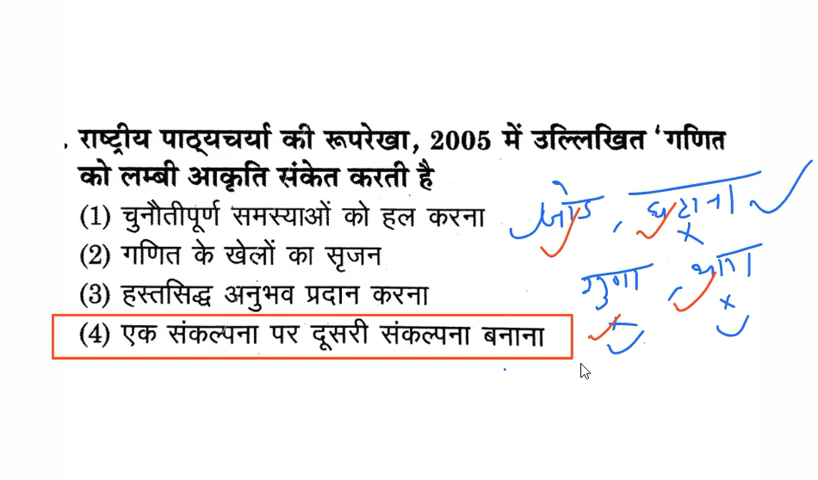 . राष्ट्रीय पाठ्यचर्या की रूपरेखा, 2005 में उल्लिखित 'गणित
को लम्बी आकृति संकेत करती है
(1) चुनौतीपूर्ण समस्याओं को हल करना
(2) गणित के खेलों का सृजन
(3) हस्तसिद्ध अनुभव प्रदान करना
(4) एक संकल्पना पर दूसरी संकल्पना बनाना
जोड़, घटाना
गुणा, भाग